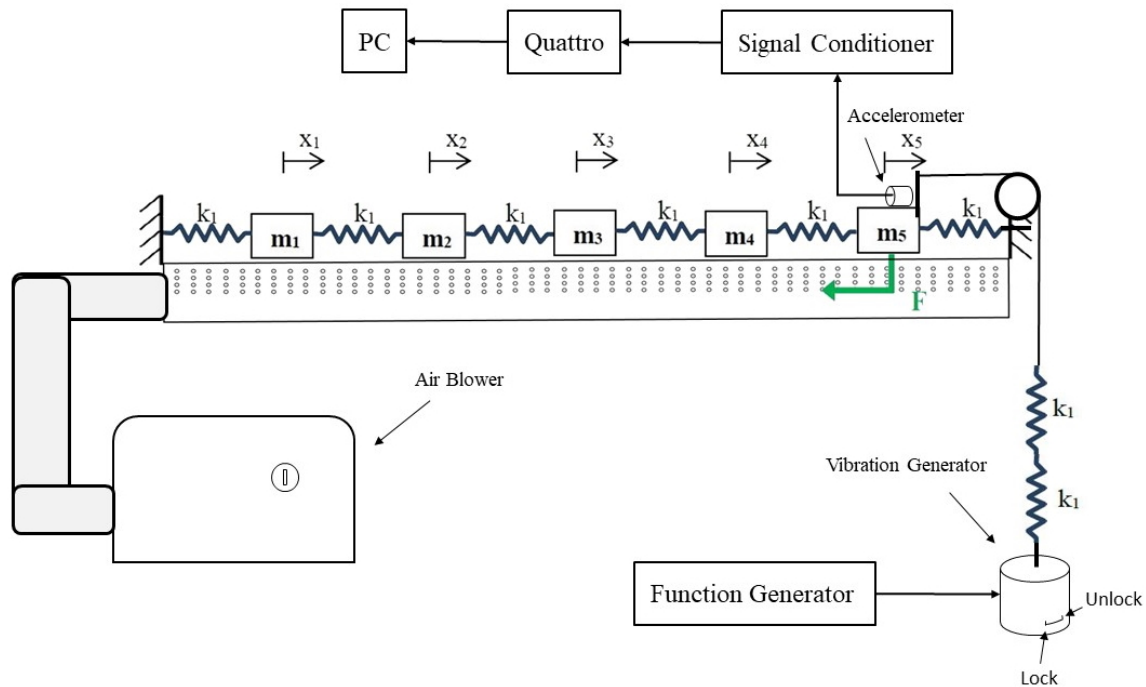 PC
Quattro
Signal Conditioner
Accelerometer
x₁
x₂
x₃
x₄
x₅
k₁
k₁
k₁
k₁
k₁
k₁
m₁
m₂
m₃
m₄
m₅
F
Air Blower
k₁
Vibration Generator
k₁
Function Generator
Unlock
Lock